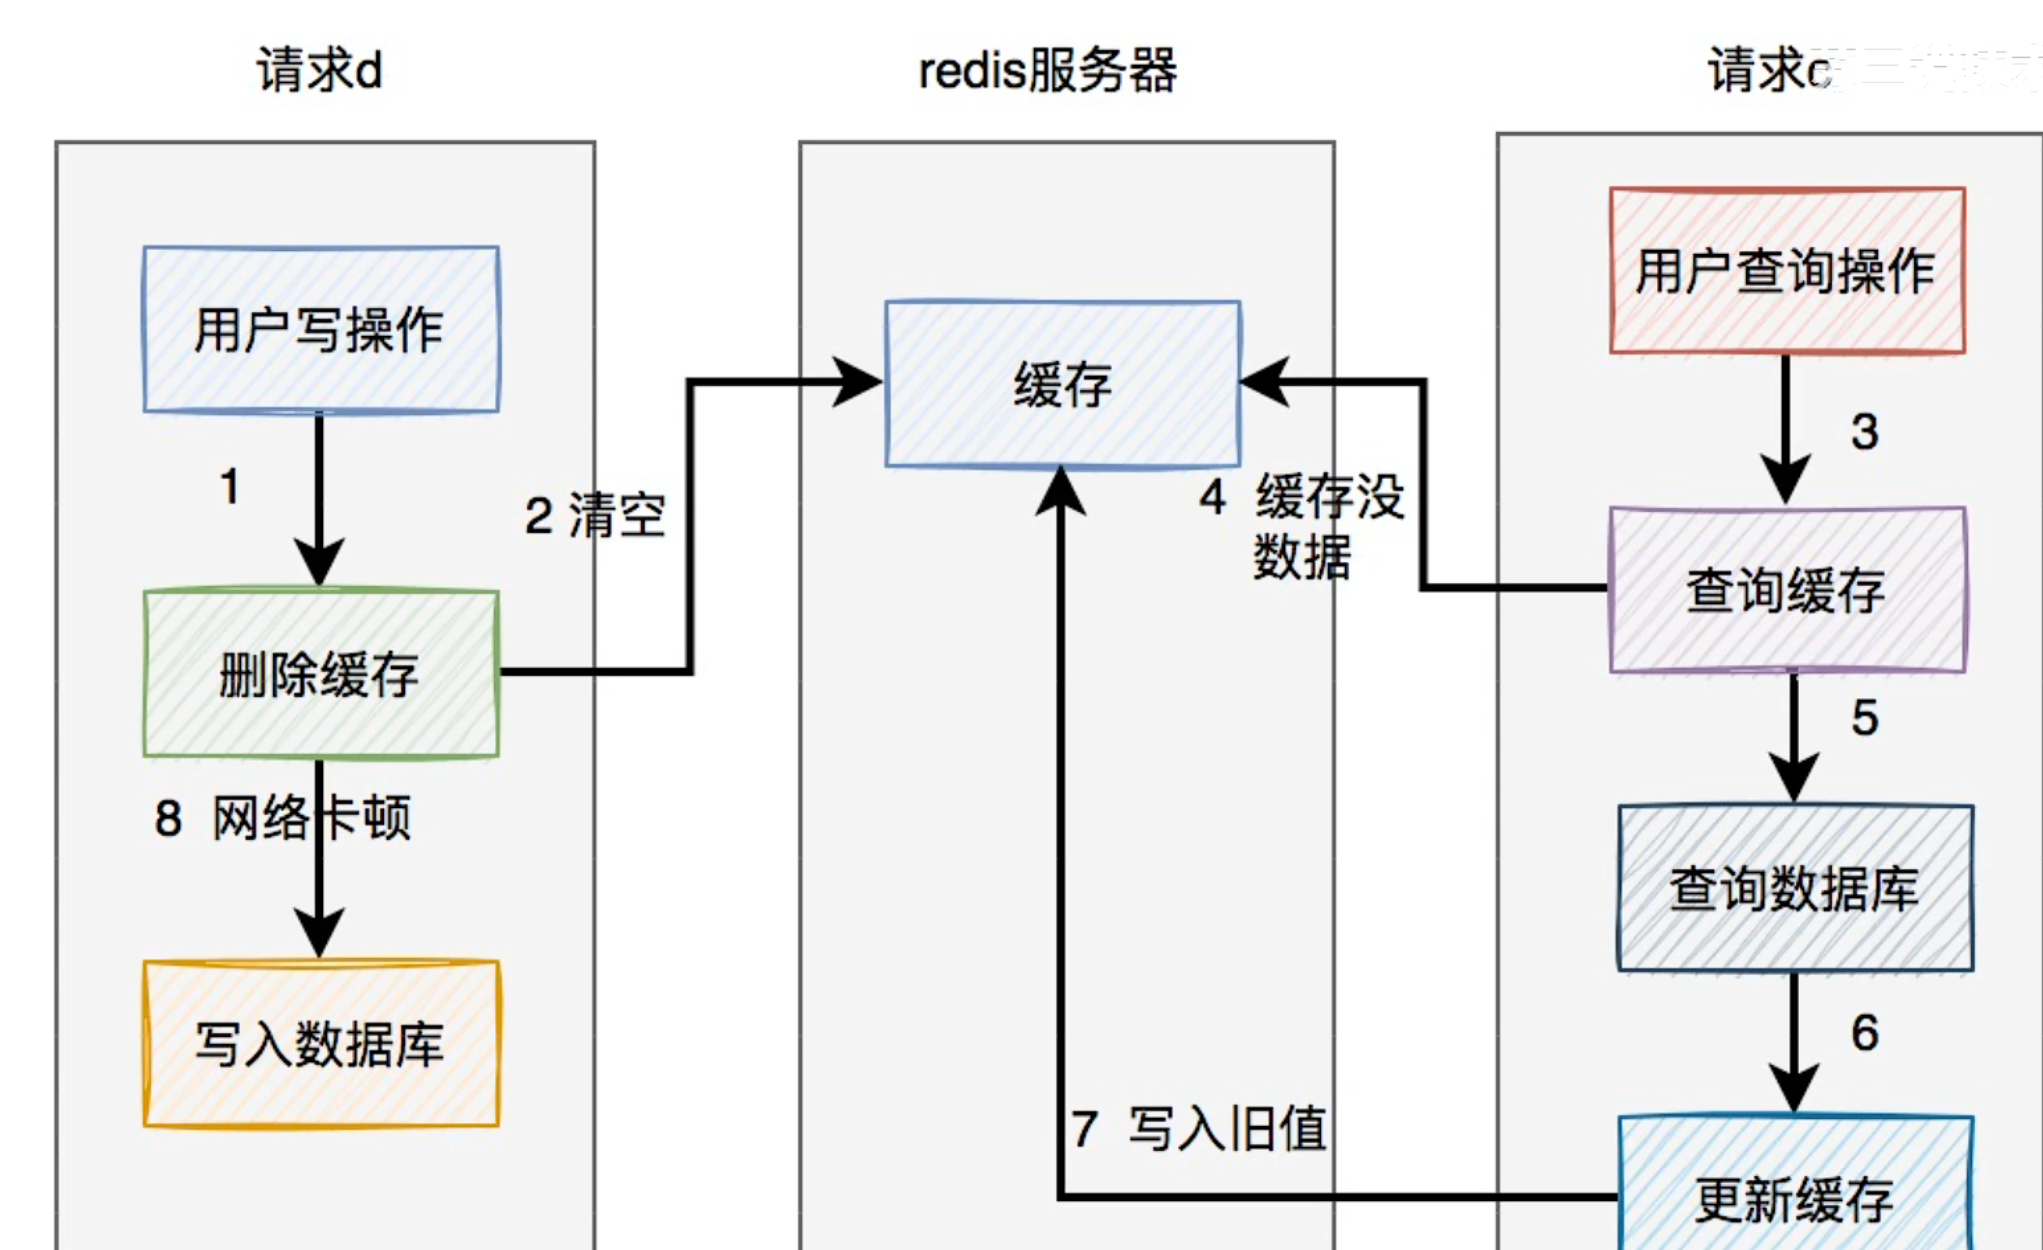 请求d
redis服务器
请求c
用户写操作
1
删除缓存
2 清空
8 网络卡顿
写入数据库
缓存
4 缓存没
数据
7 写入旧值
用户查询操作
3
查询缓存
5
查询数据库
6
更新缓存